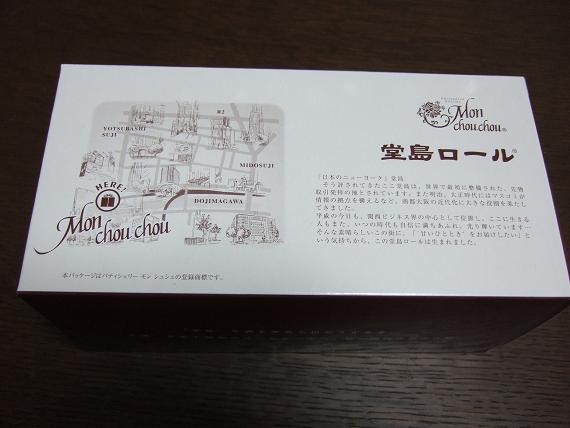 YOTSUBASHI
SUJI
R2
MIDOSUJI
HERE!
DOJIMAGAWA
Mon
chou chou
本パッケージはパティシェリー モン シュシュの登録商標です。
Mon
chou chou®
堂島ロール®
「日本のニューヨーク」堂島
そう評されてきたここ堂島は、世界で最初に整備された、先物
取引発祥の地とされています。また明治、大正時代にはマスコミが
情報の拠点を構えるなど、商都大阪の近代化に大きな役割を果たし
てきました。
平成の今日も、関西ビジネス界の中心として位置し、ここに生きる
人もまた、いつの時代も自信に満ちあふれ、光り輝いています…
そんな素晴らしいこの街に、「"甘いひととき"をお届けしたい」と
いう気持ちから、この堂島ロールは生まれました。